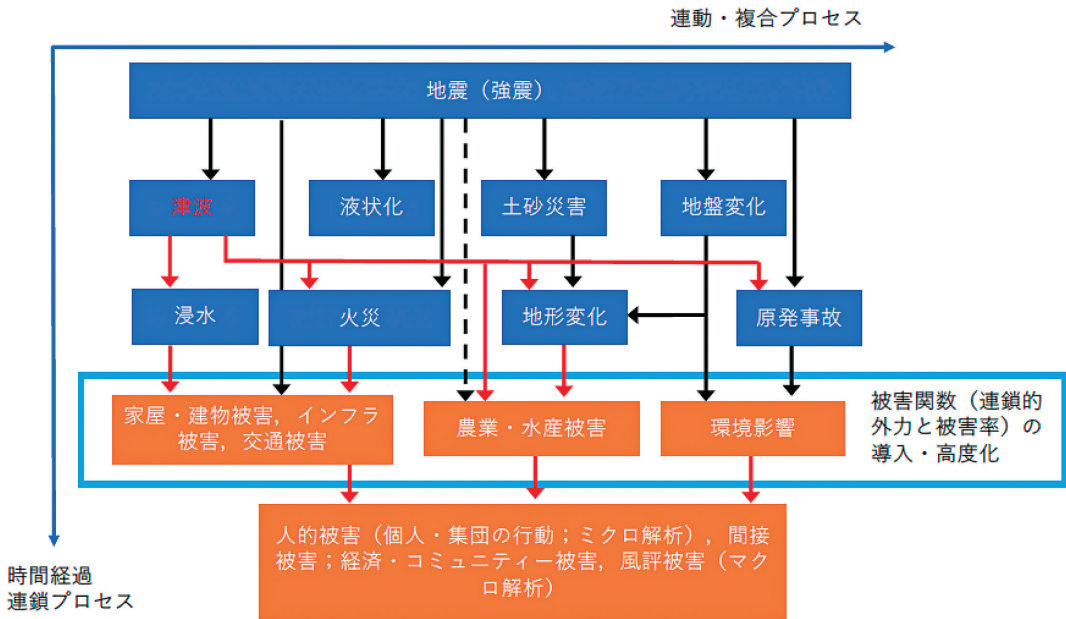 連動・複合プロセス
地震（強震）
津波
液状化
土砂災害
地盤変化
浸水
火災
地形変化
原発事故
家屋・建物被害，インフラ
被害，交通被害
農業・水産被害
環境影響
被害関数（連鎖的
外力と被害率）の
導入・高度化
人的被害（個人・集団の行動；ミクロ解析），間接
被害；経済・コミュニティー被害，風評被害（マク
ロ解析）
時間経過
連鎖プロセス